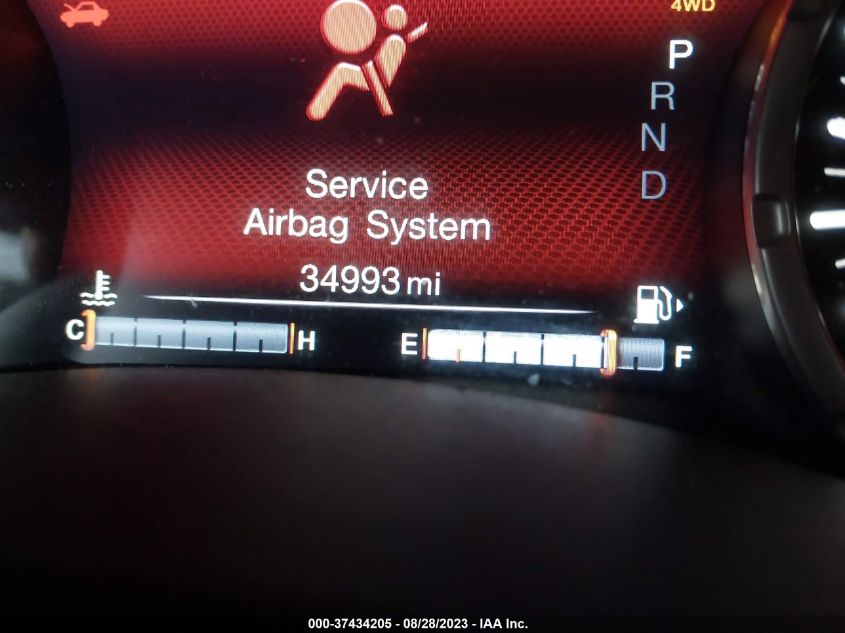 4WD
P
R
N
D
Service
Airbag System
34993 mi
C H E F
000-37434205 - 08/28/2023 - IAA Inc.